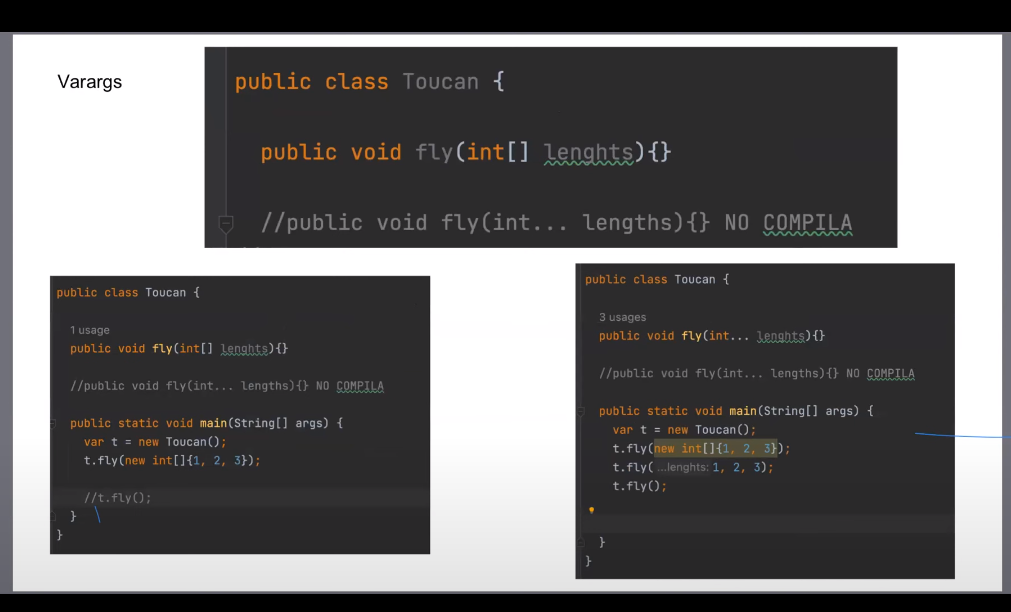 Varargs
public class Toucan {
public void fly(int[] lenghts){}
//public void fly(int... lengths){} NO COMPILA
public class Toucan {
1 usage
public void fly(int[] lenghts){}
//public void fly(int... lengths){} NO COMPILA
public static void main(String[] args) {
var t = new Toucan();
t.fly(new int[]{1, 2, 3});
//t.fly();
}
}
public class Toucan {
3 usages
public void fly(int... lenghts){}
//public void fly(int... lengths){} NO COMPILA
public static void main(String[] args) {
var t = new Toucan();
t.fly(new int[]{1, 2, 3});
t.fly( ...lenghts: 1, 2, 3);
t.fly();
}
}